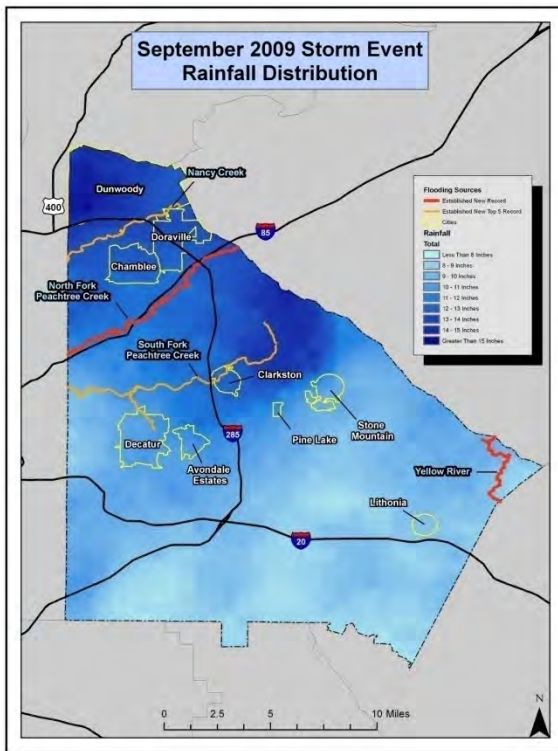 September 2009 Storm Event
Rainfall Distribution
Nancy Creek
Dunwoody
400
Doraville
85
Chamblee
North Fork
Peachtree Creek
South Fork
Peachtree Creek
Clarkston
Stone
Mountain
Pine Lake
Decatur
285
Avondale
Estates
Yellow River
Lithonia
20
Flooding Sources
Established New Record
Established New Top 5 Record
Cities
Rainfall
Total
Less Than 8 Inches
8 - 9 Inches
9 - 10 Inches
10 - 11 Inches
11 - 12 Inches
12 - 13 Inches
13 - 14 Inches
14 - 15 Inches
Greater Than 15 Inches
N
0 2.5 5 10 Miles